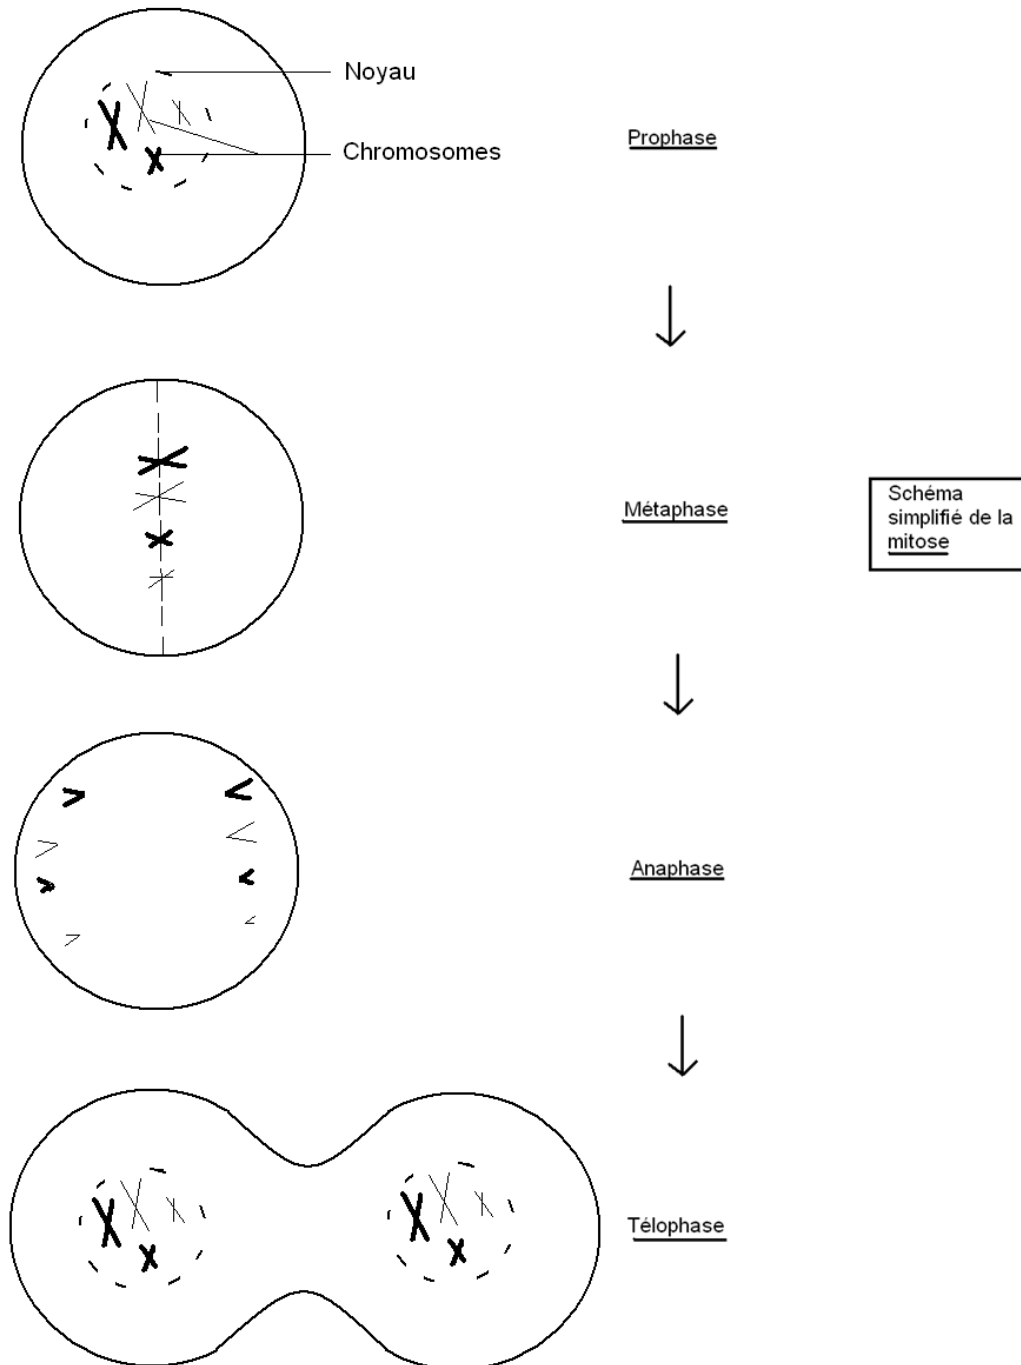 Noyau
Chromosomes
Prophase
Métaphase
Schéma
simplifié de la
mitose
Anaphase
Télophase